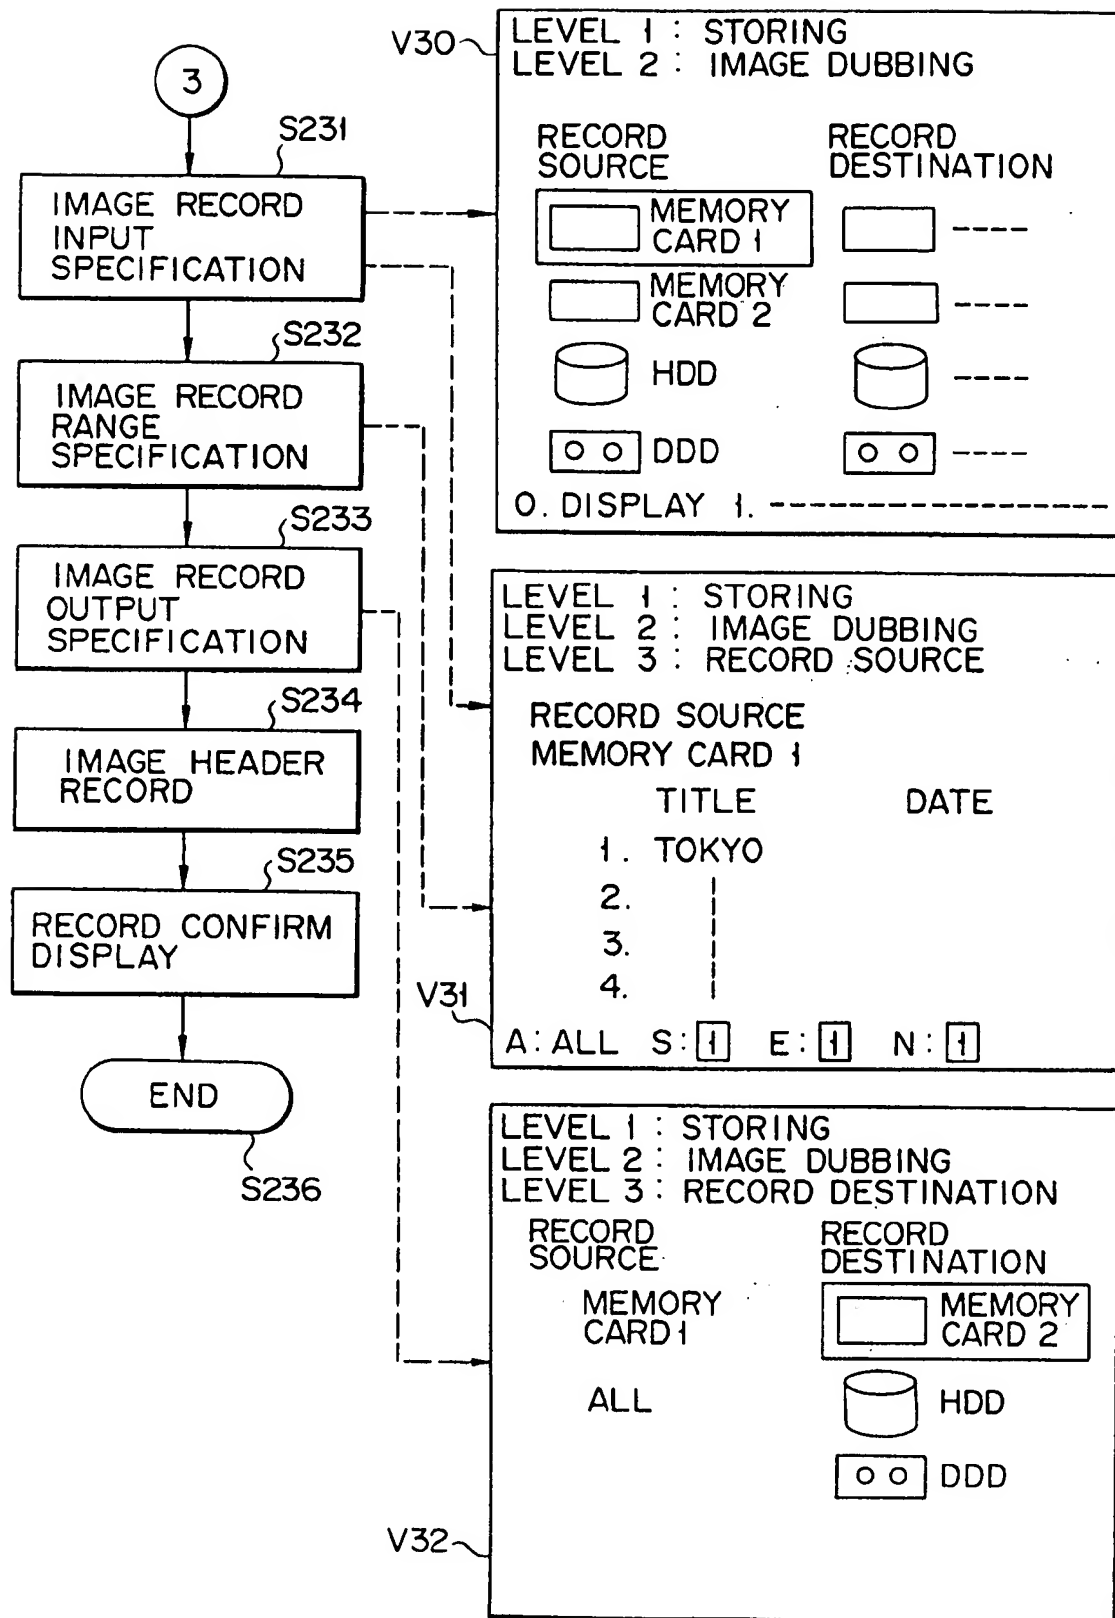 3
S231
IMAGE RECORD
INPUT
SPECIFICATION
S232
IMAGE RECORD
RANGE
SPECIFICATION
S233
IMAGE RECORD
OUTPUT
SPECIFICATION
S234
IMAGE HEADER
RECORD
S235
RECORD CONFIRM
DISPLAY
END
S236
V30
LEVEL 1 : STORING
LEVEL 2 : IMAGE DUBBING
RECORD SOURCE
RECORD DESTINATION
MEMORY
CARD 1
----
MEMORY
CARD 2
----
HDD
----
DDD
----
0. DISPLAY 1. --------------------
LEVEL 1 : STORING
LEVEL 2 : IMAGE DUBBING
LEVEL 3 : RECORD SOURCE
RECORD SOURCE
MEMORY CARD 1
TITLE DATE
1. TOKYO
2.
3.
4.
V31
A : ALL S : 1 E : 1 N : 1
LEVEL 1 : STORING
LEVEL 2 : IMAGE DUBBING
LEVEL 3 : RECORD DESTINATION
RECORD SOURCE
RECORD DESTINATION
MEMORY
CARD 1
MEMORY
CARD 2
ALL
HDD
DDD
V32